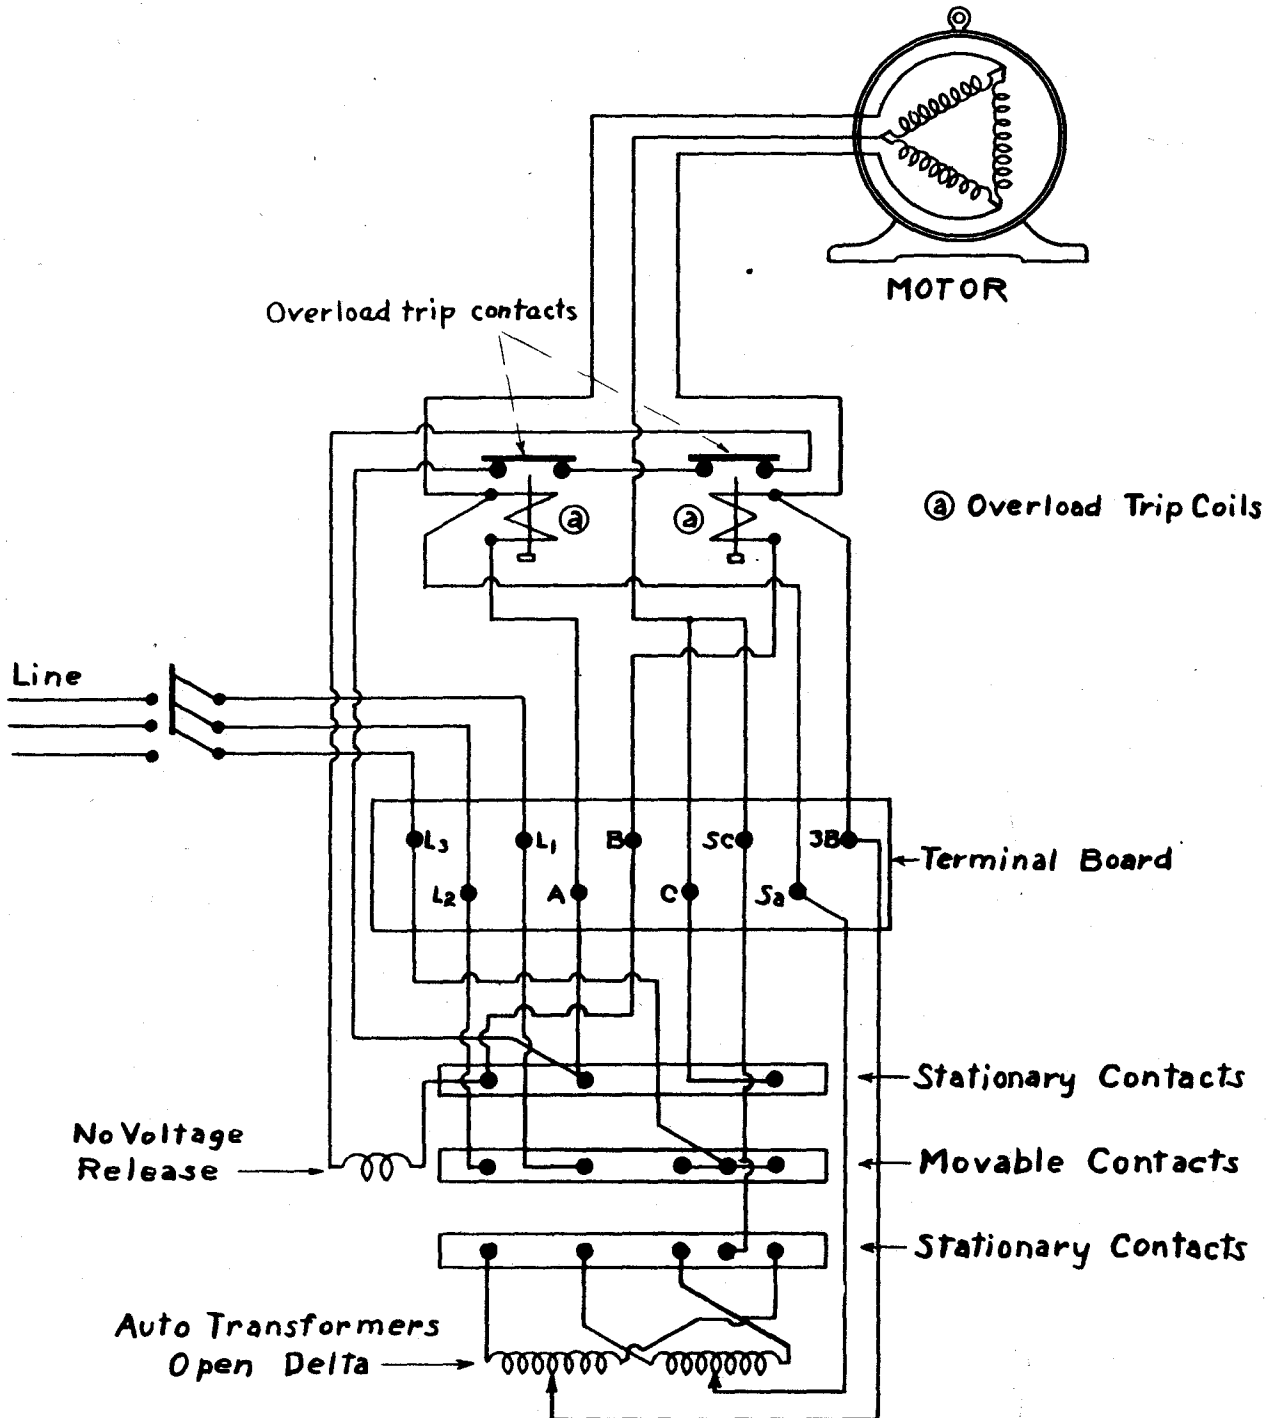 MOTOR
Overload trip contacts
a
a
a Overload Trip Coils
Line
L3
L1
B
Sc
3B
Terminal Board
L2
A
C
Sa
Stationary Contacts
No Voltage
Release
Movable Contacts
Stationary Contacts
Auto Transformers
Open Delta